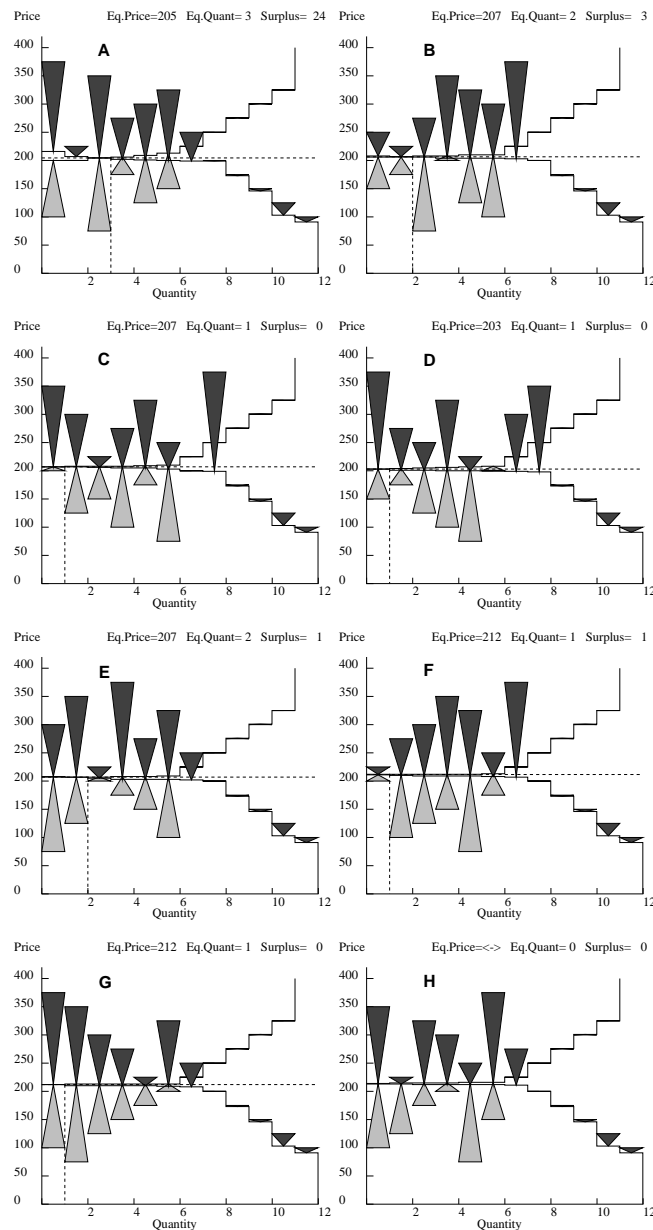 Price Eq.Price=205 Eq.Quant= 3 Surplus= 24
A
400
350
300
250
200
150
100
50
0
2 4 6 8 10 12
Quantity
Price Eq.Price=207 Eq.Quant= 2 Surplus= 3
B
400
350
300
250
200
150
100
50
0
2 4 6 8 10 12
Quantity
Price Eq.Price=207 Eq.Quant= 1 Surplus= 0
C
400
350
300
250
200
150
100
50
0
2 4 6 8 10 12
Quantity
Price Eq.Price=203 Eq.Quant= 1 Surplus= 0
D
400
350
300
250
200
150
100
50
0
2 4 6 8 10 12
Quantity
Price Eq.Price=207 Eq.Quant= 2 Surplus= 1
E
400
350
300
250
200
150
100
50
0
2 4 6 8 10 12
Quantity
Price Eq.Price=212 Eq.Quant= 1 Surplus= 1
F
400
350
300
250
200
150
100
50
0
2 4 6 8 10 12
Quantity
Price Eq.Price=212 Eq.Quant= 1 Surplus= 0
G
400
350
300
250
200
150
100
50
0
2 4 6 8 10 12
Quantity
Price Eq.Price=<-> Eq.Quant= 0 Surplus= 0
H
400
350
300
250
200
150
100
50
0
2 4 6 8 10 12
Quantity